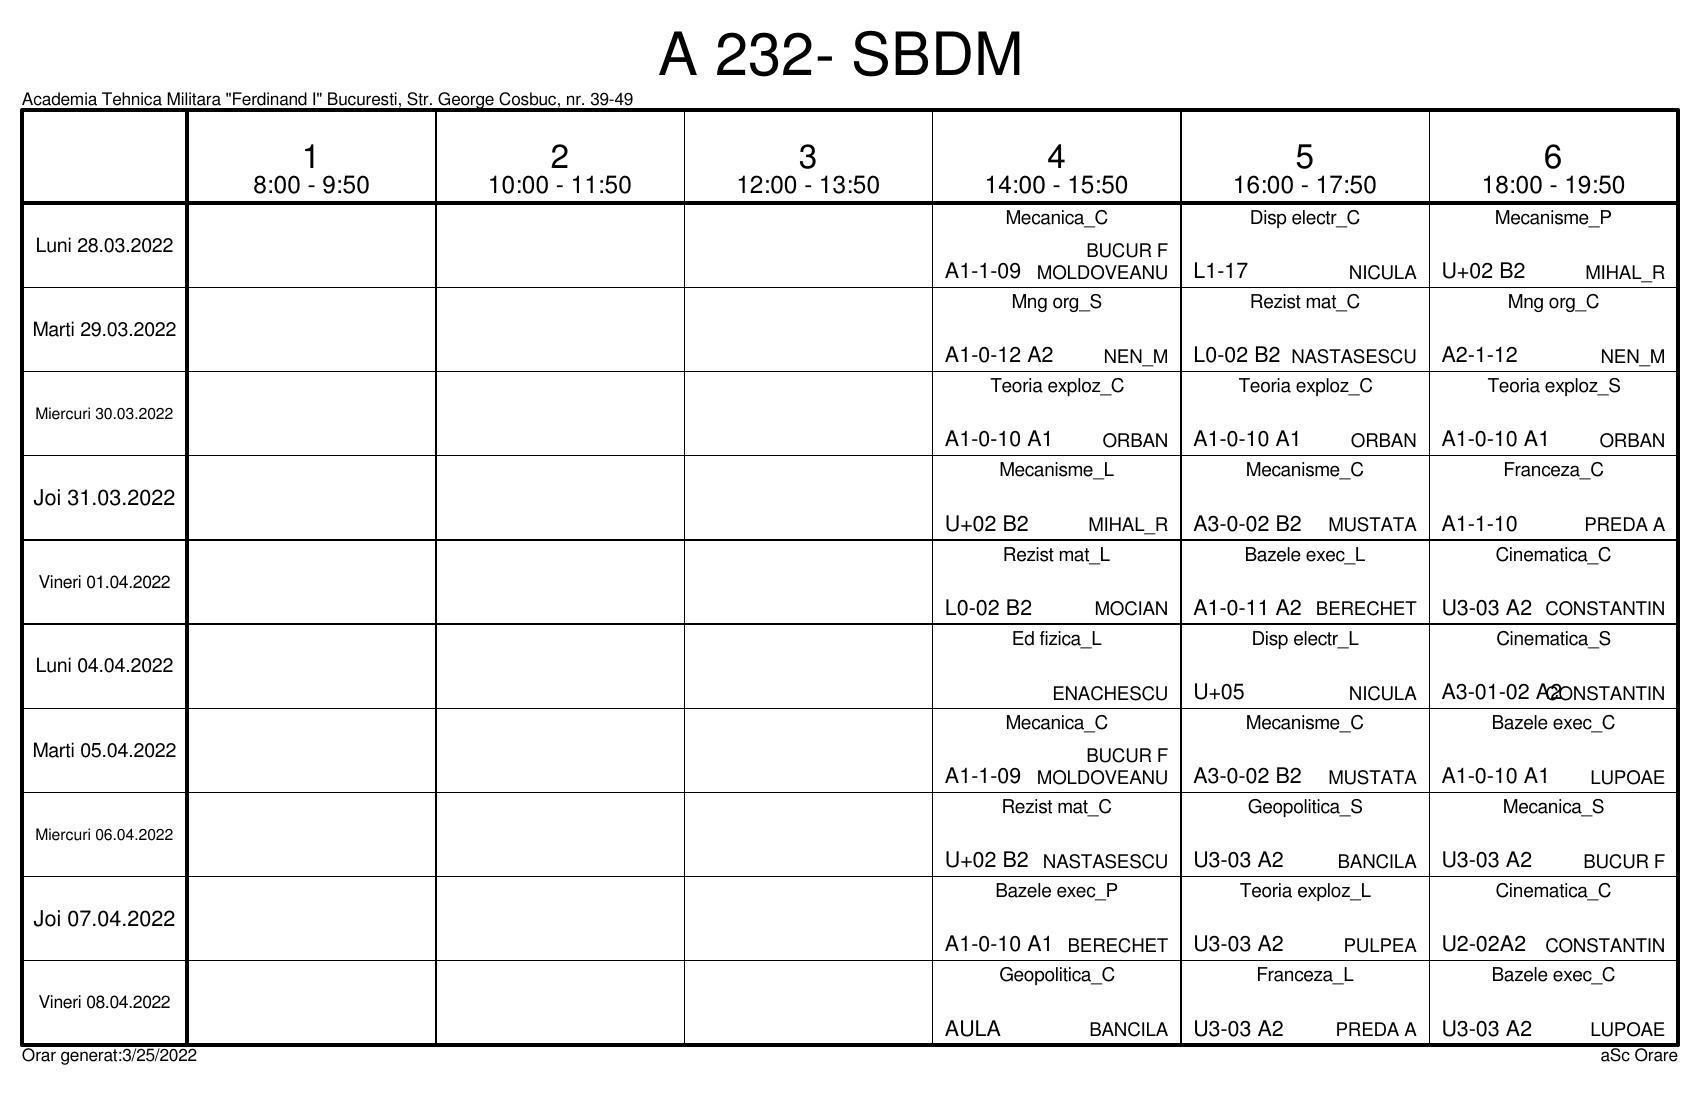 A 232- SBDM
Academia Tehnica Militara "Ferdinand I" Bucuresti, Str. George Cosbuc, nr. 39-49
1 2 3 4 5 6
8:00 - 9:50 10:00 - 11:50 12:00 - 13:50 14:00 - 15:50 16:00 - 17:50 18:00 - 19:50
Luni 28.03.2022
Mecanica_C
BUCUR F
A1-1-09 MOLDOVEANU
Disp electr_C
L1-17 NICULA
Mecanisme_P
U+02 B2 MIHAL_R
Marti 29.03.2022
Mng org_S
A1-0-12 A2 NEN_M
Rezist mat_C
L0-02 B2 NASTASESCU
Mng org_C
A2-1-12 NEN_M
Miercuri 30.03.2022
Teoria exploz_C
A1-0-10 A1 ORBAN
Teoria exploz_C
A1-0-10 A1 ORBAN
Teoria exploz_S
A1-0-10 A1 ORBAN
Joi 31.03.2022
Mecanisme_L
U+02 B2 MIHAL_R
Mecanisme_C
A3-0-02 B2 MUSTATA
Franceza_C
A1-1-10 PREDA A
Vineri 01.04.2022
Rezist mat_L
L0-02 B2 MOCIAN
Bazele exec_L
A1-0-11 A2 BERECHET
Cinematica_C
U3-03 A2 CONSTANTIN
Luni 04.04.2022
Ed fizica_L
ENACHESCU
Disp electr_L
U+05 NICULA
Cinematica_S
A3-01-02 A2 CONSTANTIN
Marti 05.04.2022
Mecanica_C
BUCUR F
A1-1-09 MOLDOVEANU
Mecanisme_C
A3-0-02 B2 MUSTATA
Bazele exec_C
A1-0-10 A1 LUPOAE
Miercuri 06.04.2022
Rezist mat_C
U+02 B2 NASTASESCU
Geopolitica_S
U3-03 A2 BANCILA
Mecanica_S
U3-03 A2 BUCUR F
Joi 07.04.2022
Bazele exec_P
A1-0-10 A1 BERECHET
Teoria exploz_L
U3-03 A2 PULPEA
Cinematica_C
U2-02A2 CONSTANTIN
Vineri 08.04.2022
Geopolitica_C
AULA BANCILA
Franceza_L
U3-03 A2 PREDA A
Bazele exec_C
U3-03 A2 LUPOAE
Orar generat:3/25/2022 aSc Orare